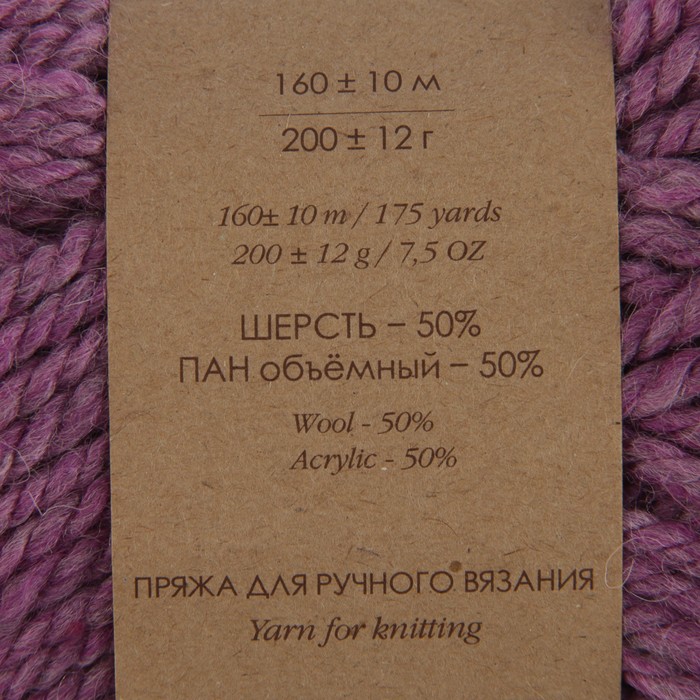 160 ± 10 м
200 ± 12 г
160± 10 m / 175 yards
200 ± 12 g / 7,5 OZ
ШЕРСТЬ – 50%
ПАН объёмный – 50%
Wool - 50%
Acrylic - 50%
ПРЯЖА ДЛЯ РУЧНОГО ВЯЗАНИЯ
Yarn for knitting